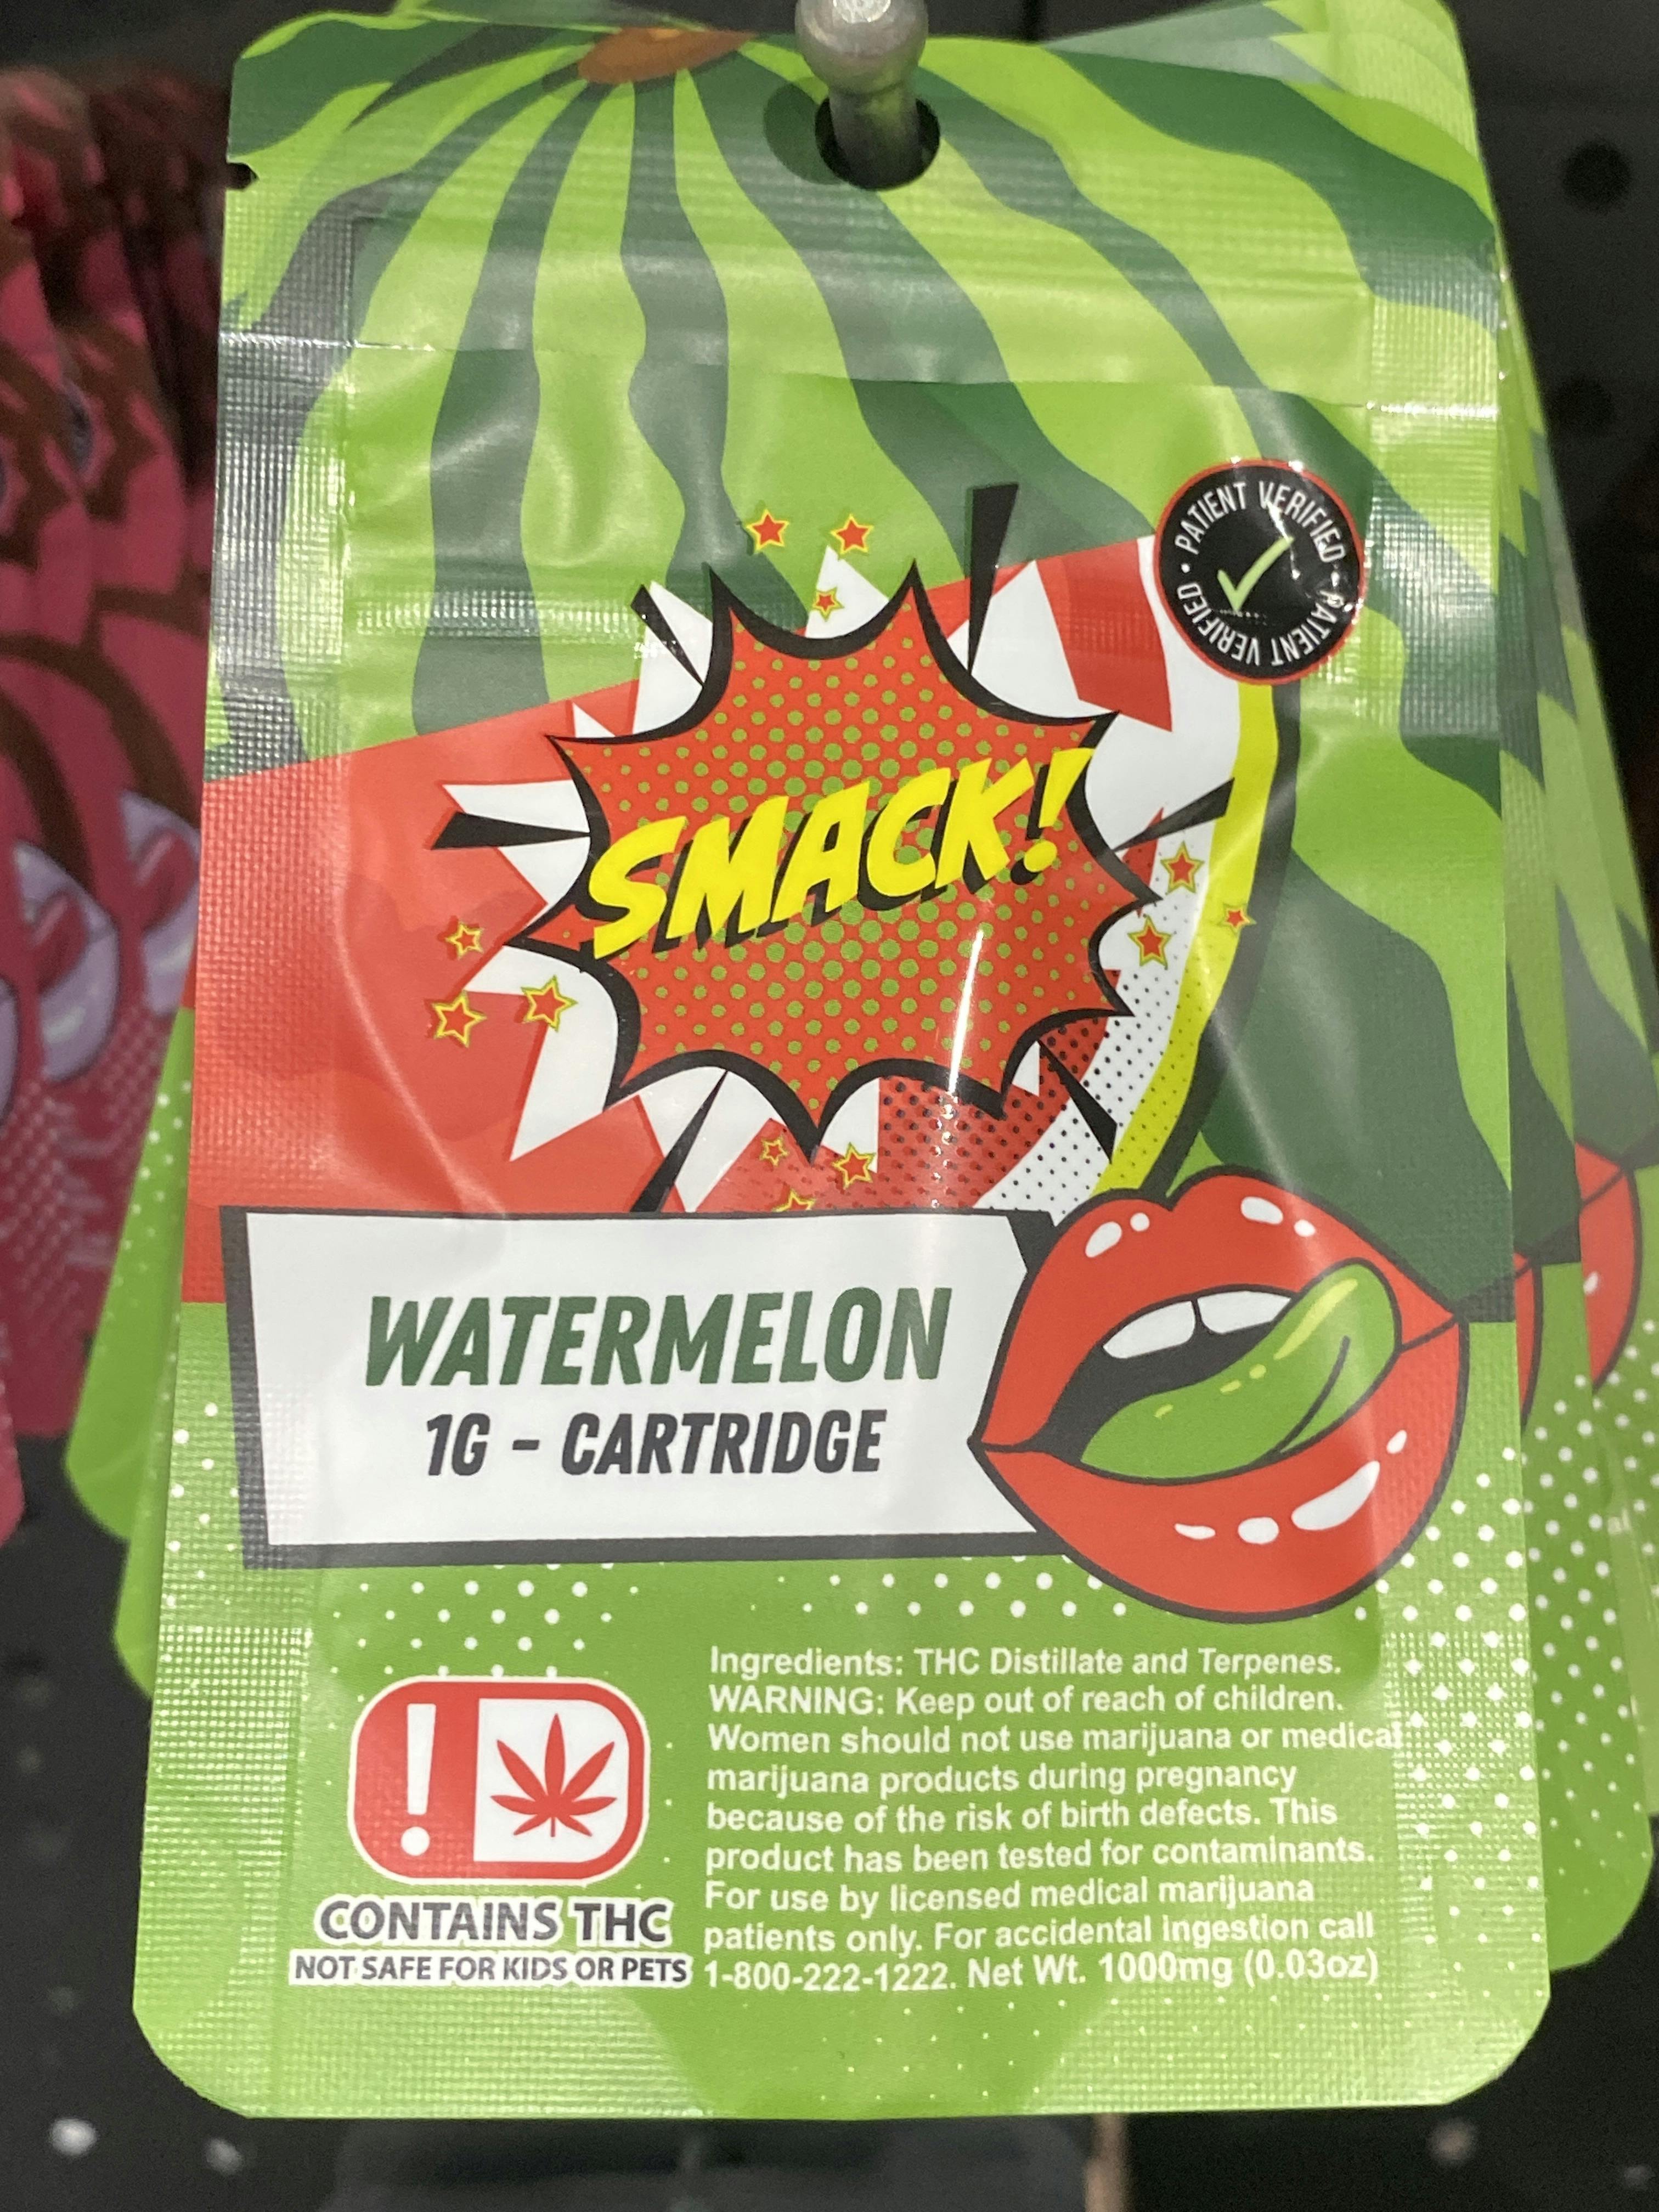 PATIENT VERIFIED • PATIENT VERIFIED •
SMACK!
WATERMELON
1G - CARTRIDGE
Ingredients: THC Distillate and Terpenes.
WARNING: Keep out of reach of children.
Women should not use marijuana or medical
marijuana products during pregnancy
because of the risk of birth defects. This
product has been tested for contaminants.
For use by licensed medical marijuana
patients only. For accidental ingestion call
1-800-222-1222. Net Wt. 1000mg (0.03oz)
!
CONTAINS THC
NOT SAFE FOR KIDS OR PETS